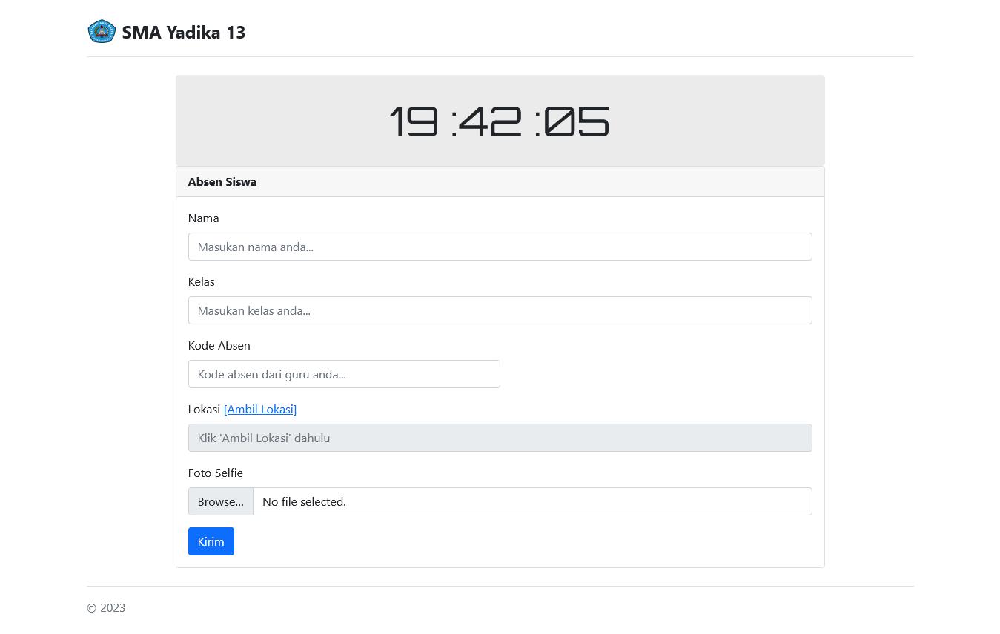 SMA Yadika 13
19 :42 :05
Absen Siswa
Nama
Masukan nama anda...
Kelas
Masukan kelas anda...
Kode Absen
Kode absen dari guru anda...
Lokasi [Ambil Lokasi]
Klik 'Ambil Lokasi' dahulu
Foto Selfie
Browse... No file selected.
Kirim
© 2023